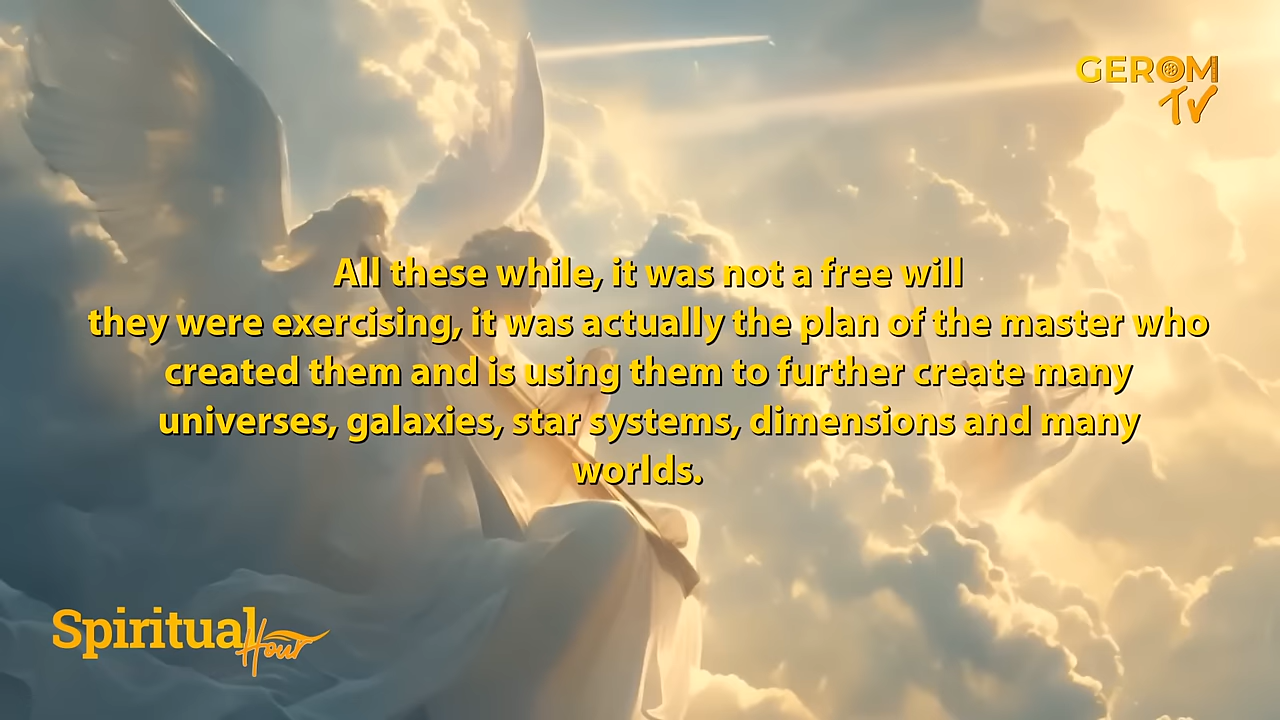 GEROM
TV
All these while, it was not a free will
they were exercising, it was actually the plan of the master who
created them and is using them to further create many
universes, galaxies, star systems, dimensions and many
worlds.
Spiritual
Hour